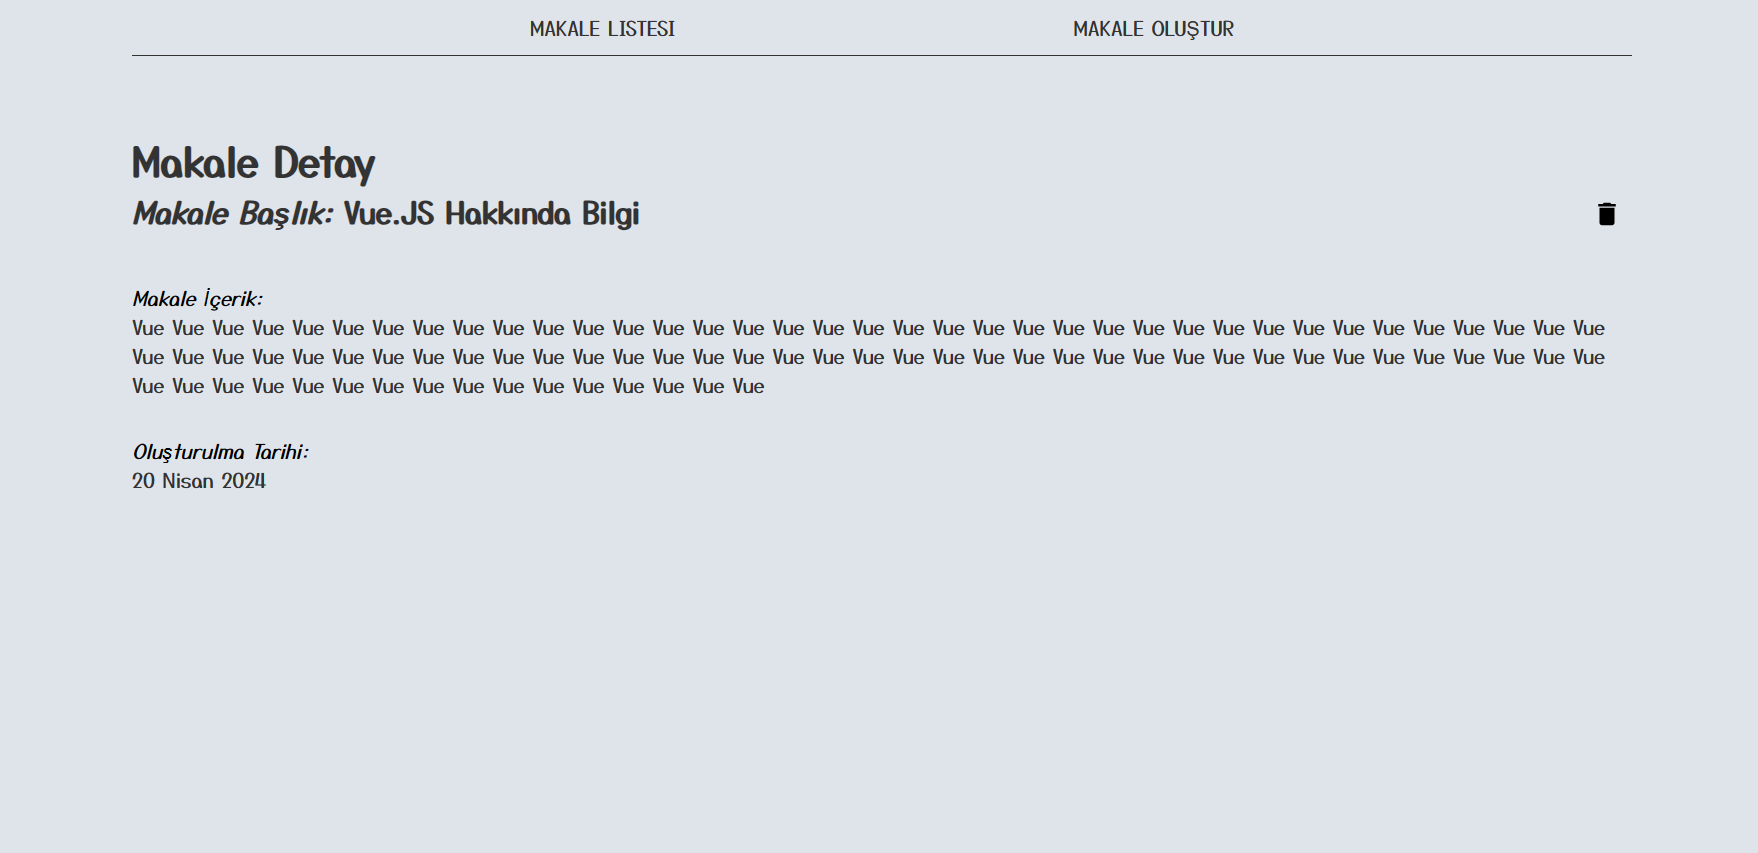 MAKALE LISTESI MAKALE OLUŞTUR
Makale Detay
Makale Başlık: Vue.JS Hakkında Bilgi
Makale İçerik:
Vue Vue Vue Vue Vue Vue Vue Vue Vue Vue Vue Vue Vue Vue Vue Vue Vue Vue Vue Vue Vue Vue Vue Vue Vue Vue Vue Vue Vue Vue Vue Vue Vue Vue Vue Vue Vue
Vue Vue Vue Vue Vue Vue Vue Vue Vue Vue Vue Vue Vue Vue Vue Vue Vue Vue Vue Vue Vue Vue Vue Vue Vue Vue Vue Vue Vue Vue Vue Vue Vue Vue Vue Vue Vue
Vue Vue Vue Vue Vue Vue Vue Vue Vue Vue Vue Vue Vue Vue Vue Vue
Oluşturulma Tarihi:
20 Nisan 2024